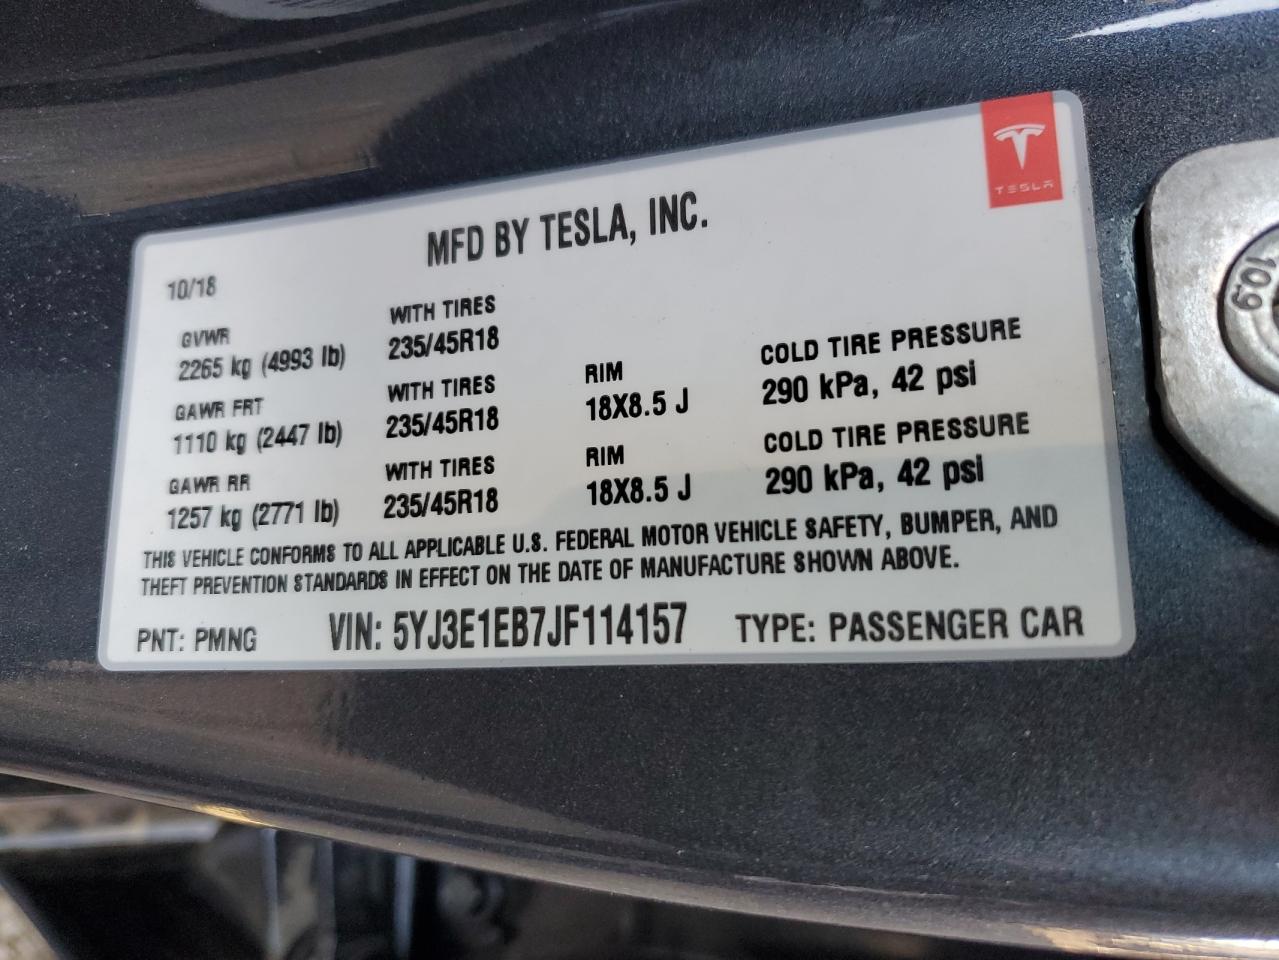 TESLA
MFD BY TESLA, INC.
10/18
GVWR
2265 kg (4993 lb)
WITH TIRES
235/45R18
GAWR FRT
1110 kg (2447 lb)
WITH TIRES
235/45R18
RIM
18X8.5 J
COLD TIRE PRESSURE
290 kPa, 42 psi
GAWR RR
1257 kg (2771 lb)
WITH TIRES
235/45R18
RIM
18X8.5 J
COLD TIRE PRESSURE
290 kPa, 42 psi
THIS VEHICLE CONFORMS TO ALL APPLICABLE U.S. FEDERAL MOTOR VEHICLE SAFETY, BUMPER, AND
THEFT PREVENTION STANDARDS IN EFFECT ON THE DATE OF MANUFACTURE SHOWN ABOVE.
PNT: PMNG VIN: 5YJ3E1EB7JF114157 TYPE: PASSENGER CAR
10.9